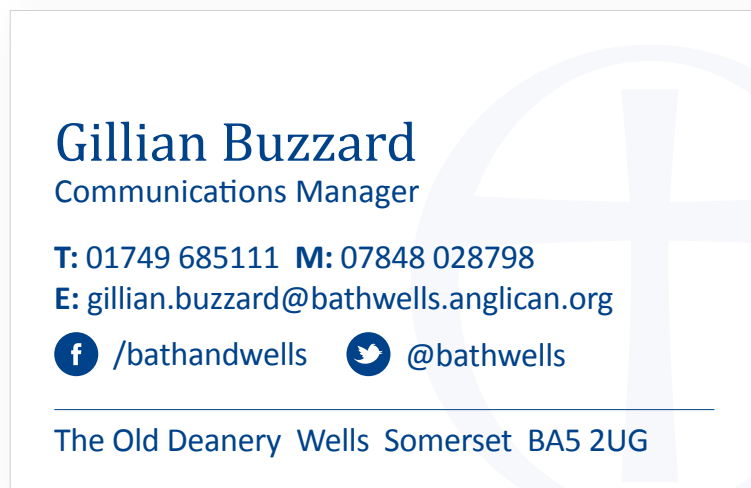 Gillian Buzzard
Communications Manager
T: 01749 685111 M: 07848 028798
E: gillian.buzzard@bathwells.anglican.org
f /bathandwells @bathwells
The Old Deanery Wells Somerset BA5 2UG